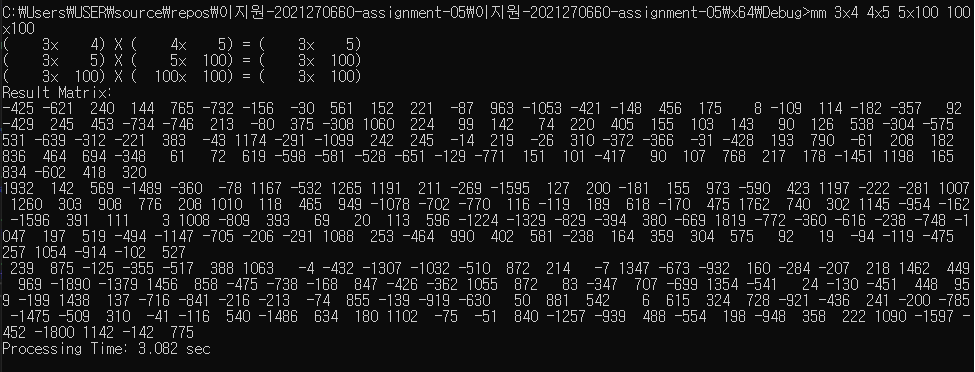 C:\Users\USER\source\repos\이지원-2021270660-assignment-05\이지원-2021270660-assignment-05\x64\Debug>mm 3x4 4x5 5x100 100
x100
(    3x    4) X (    4x    5) = (    3x    5)
(    3x    5) X (    5x  100) = (    3x  100)
(    3x  100) X (  100x  100) = (    3x  100)
Result Matrix:
-425 -621  240  144  765 -732 -156  -30  561  152  221  -87  963 -1053 -421 -148  456  175    8 -109  114 -182 -357   92
-429  245  453 -734 -746  213  -80  375 -308 1060  224   99  142   74  220  405  155  103  143   90  126  538 -304 -575
531 -639 -312 -221  383  -43 1174 -291 -1099  242  245  -14  219  -26  310 -372 -366  -31 -428  193  790  -61  208  182
836  464  694 -348   61   72  619 -598 -581 -528 -651 -129 -771  151  101 -417   90  107  768  217  178 -1451 1198  165
834 -602  418  320
1932  142  569 -1489 -360  -78 1167 -532 1265 1191  211 -269 -1595  127  200 -181  155  973 -590  423 1197 -222 -281 1007
 1260  303  908  776  208 1010  118  465  949 -1078 -702 -770  116 -119  189  618 -170  475 1762  740  302 1145 -954 -162
 -1596  391  111    3 1008 -809  393   69   20  113  596 -1224 -1329 -829 -394  380 -669 1819 -772 -360 -616 -238 -748 -1
047  197  519 -494 -1147 -705 -206 -291 1088  253 -464  990  402  581 -238  164  359  304  575   92   19  -94 -119 -475
257 1054 -914 -102  527
 239  875 -125 -355 -517  388 1063   -4 -432 -1307 -1032 -510  872  214   -7 1347 -673 -932  160 -284 -207  218 1462  449
  969 -1890 -1379 1456  858 -475 -738 -168  847 -426 -362 1055  872   83 -347  707 -699 1354 -541   24 -130 -451  448  95
9 -199 1438  137 -716 -841 -216 -213  -74  855 -139 -919 -630   50  881  542    6  615  324  728 -921 -436  241 -200 -785
 -1475 -509  310  -41 -116  540 -1486  634  180 1102  -75  -51  840 -1257 -939  488 -554  198 -948  358  222 1090 -1597 -
452 -1800 1142 -142  775
Processing Time: 3.082 sec